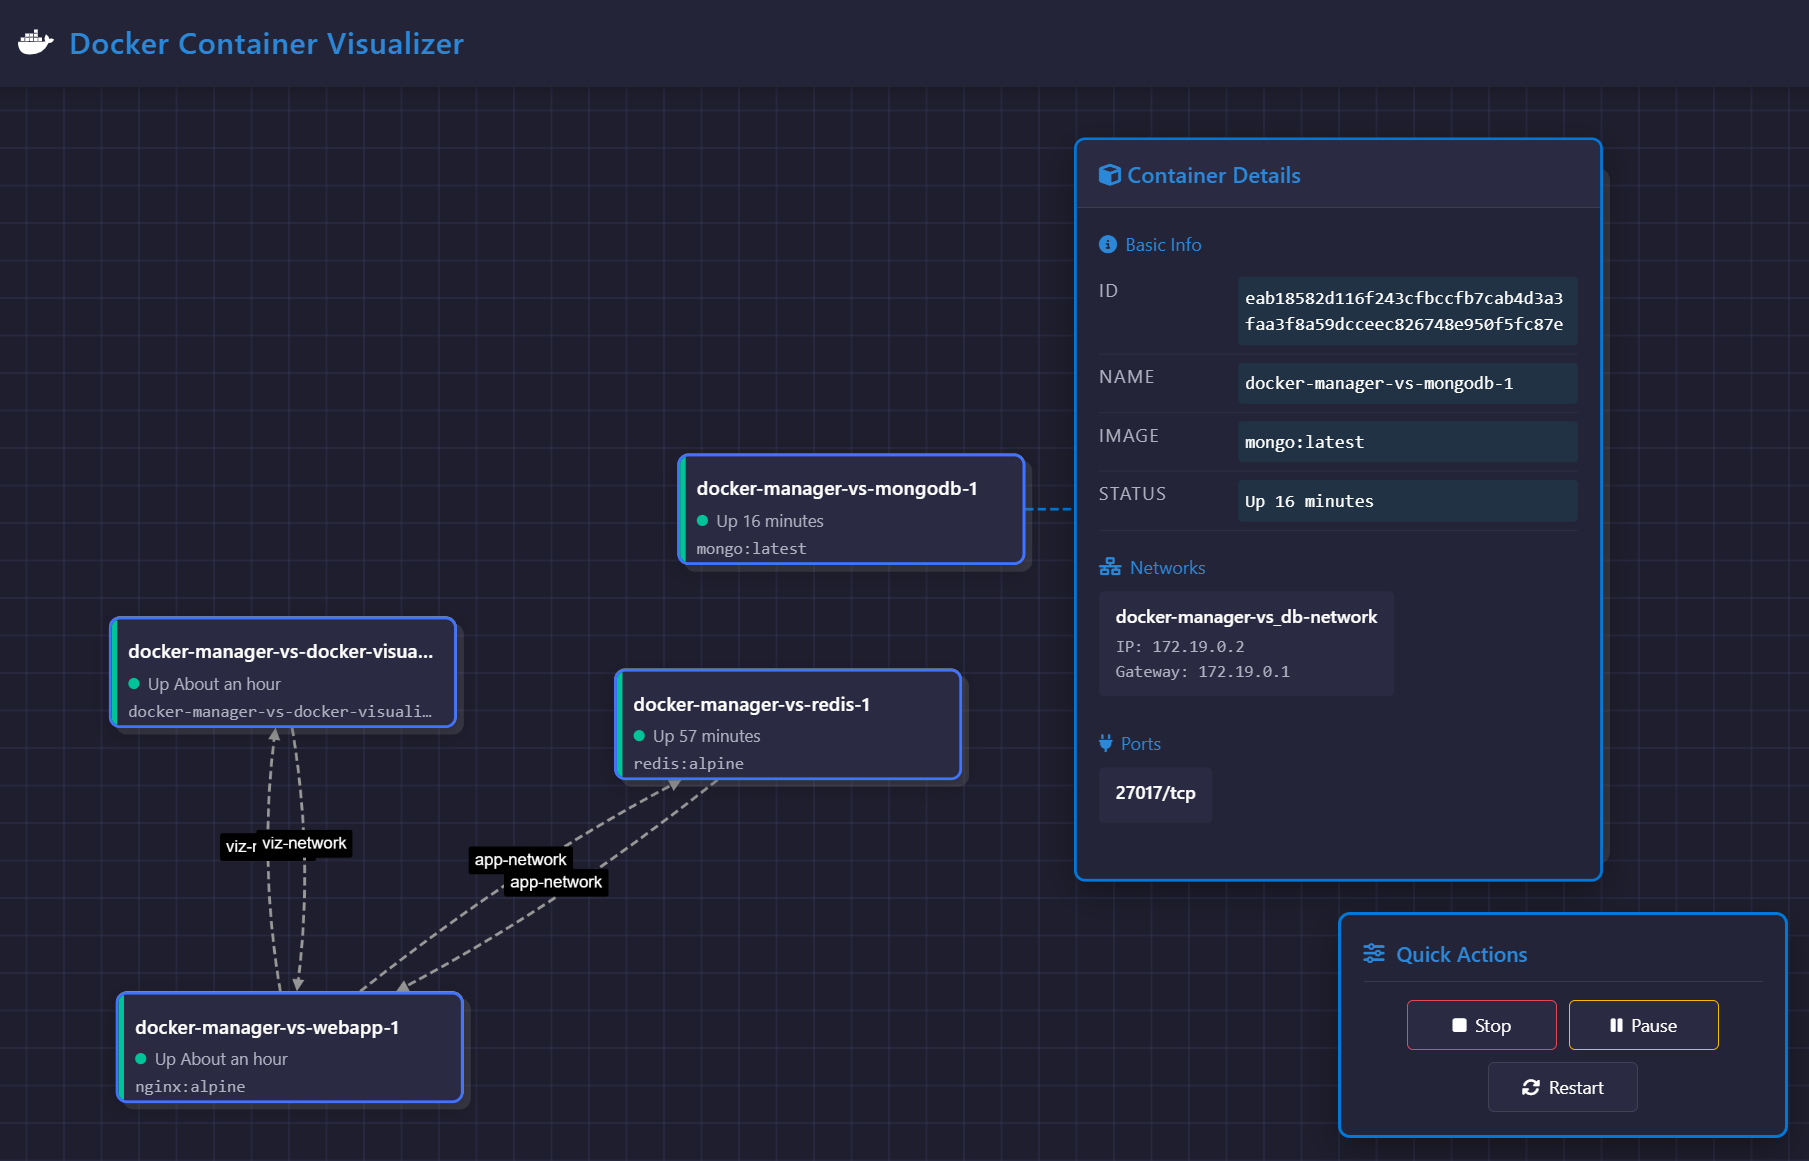 Docker Container Visualizer
Container Details
Basic Info
ID
eab18582d116f243cfbccfb7cab4d3a3
faa3f8a59dcceec826748e950f5fc87e
NAME
docker-manager-vs-mongodb-1
IMAGE
mongo:latest
STATUS
Up 16 minutes
Networks
docker-manager-vs_db-network
IP: 172.19.0.2
Gateway: 172.19.0.1
Ports
27017/tcp
docker-manager-vs-mongodb-1
Up 16 minutes
mongo:latest
docker-manager-vs-docker-visua...
Up About an hour
docker-manager-vs-docker-visuali...
docker-manager-vs-redis-1
Up 57 minutes
redis:alpine
viz-network
app-network
app-network
docker-manager-vs-webapp-1
Up About an hour
nginx:alpine
Quick Actions
Stop
Pause
Restart